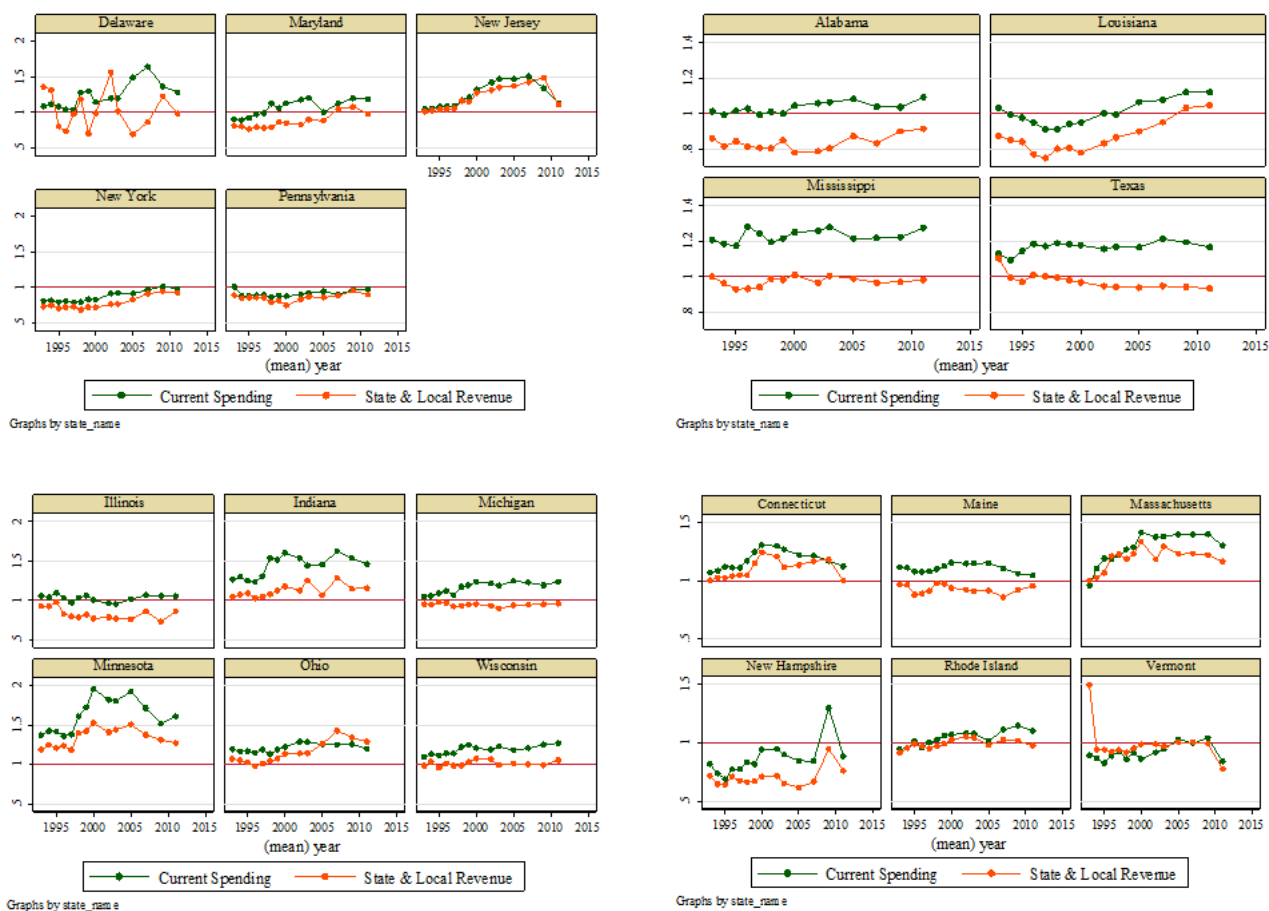 Delaware
Maryland
New Jersey
.5 1 1.5 2
New York
Pennsylvania
1995 2000 2005 2010 2015
.5 1 1.5 2
1995 2000 2005 2010 2015
1995 2000 2005 2010 2015
(mean) year
Current Spending
State & Local Revenue
Graphs by state_name
Alabama
Louisiana
.8 1 1.2 1.4
Mississippi
Texas
.8 1 1.2 1.4
1995 2000 2005 2010 2015
1995 2000 2005 2010 2015
(mean) year
Current Spending
State & Local Revenue
Graphs by state_name
Illinois
Indiana
Michigan
.5 1 1.5 2
Minnesota
Ohio
Wisconsin
.5 1 1.5 2
1995 2000 2005 2010 2015
1995 2000 2005 2010 2015
1995 2000 2005 2010 2015
(mean) year
Current Spending
State & Local Revenue
Graphs by state_name
Connecticut
Maine
Massachusetts
.5 1 1.5
New Hampshire
Rhode Island
Vermont
.5 1 1.5
1995 2000 2005 2010 2015
1995 2000 2005 2010 2015
1995 2000 2005 2010 2015
(mean) year
Current Spending
State & Local Revenue
Graphs by state_name